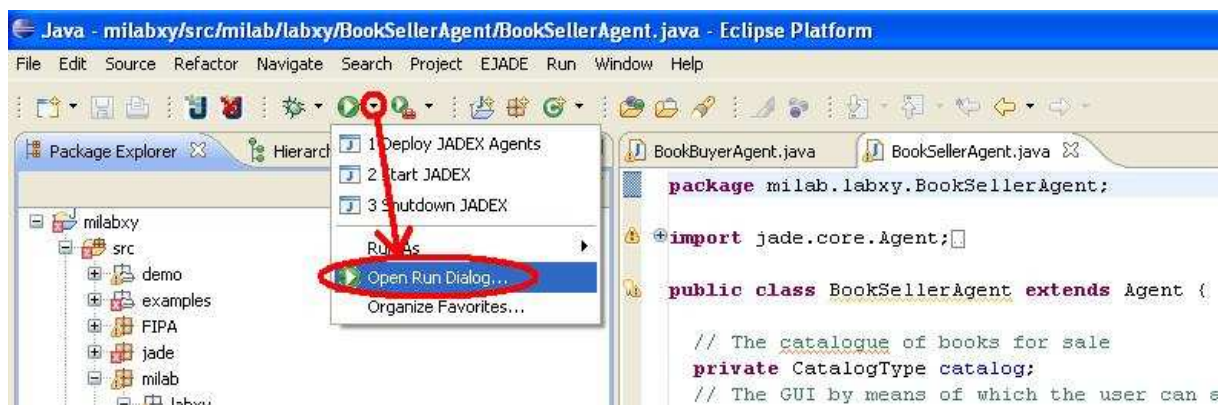 Java - milabxy/src/milab/labxy/BookSellerAgent/BookSellerAgent.java - Eclipse Platform
File Edit Source Refactor Navigate Search Project EJADE Run Window Help
Package Explorer Hierarch
BookBuyerAgent.java BookSellerAgent.java
1 Deploy JADEX Agents
2 Start JADEX
3 Shutdown JADEX
Run As
Open Run Dialog...
Organize Favorites...
milabxy
src
demo
examples
FIPA
jade
milab
labxy
package milab.labxy.BookSellerAgent;
import jade.core.Agent;
public class BookSellerAgent extends Agent {
// The catalogue of books for sale
private CatalogType catalog;
// The GUI by means of which the user can